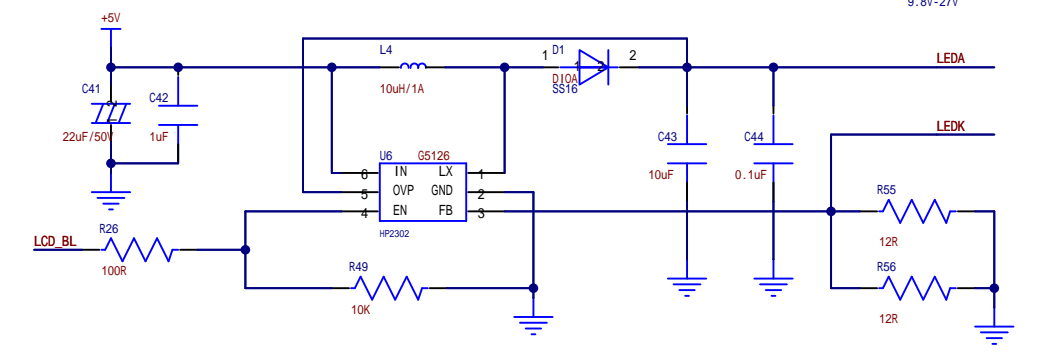 9.8V-27V
+5V
L4
1
D1
2
LEDA
C41
10uH/1A
1
2
DIOA
SS16
C42
LEDK
22uF/50V
1uF
C43
C44
U6
G5126
10uF
0.1uF
6
IN
LX
1
5
OVP
GND
2
R55
4
EN
FB
3
R26
HP2302
12R
LCD_BL
100R
R49
R56
10K
12R